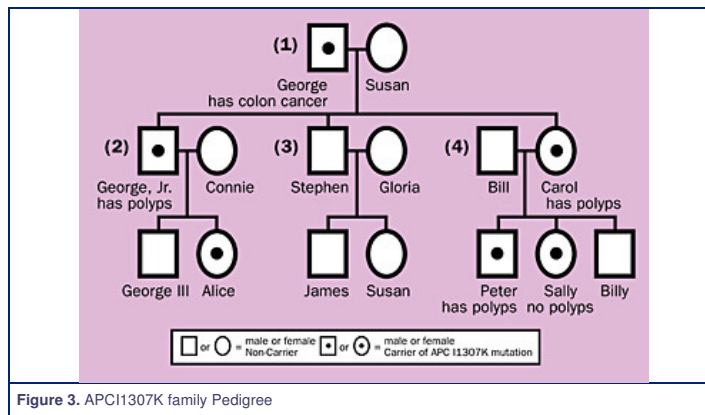 (1)
George Susan
has colon cancer
(2) (3) (4)
George, Jr. Connie Stephen Gloria Bill Carol
has polyps has polyps
George III Alice James Susan Peter Sally Billy
has polyps no polyps
or = male or female Non-Carrier or = male or female Carrier of APC I1307K mutation
Figure 3. APCI1307K family Pedigree